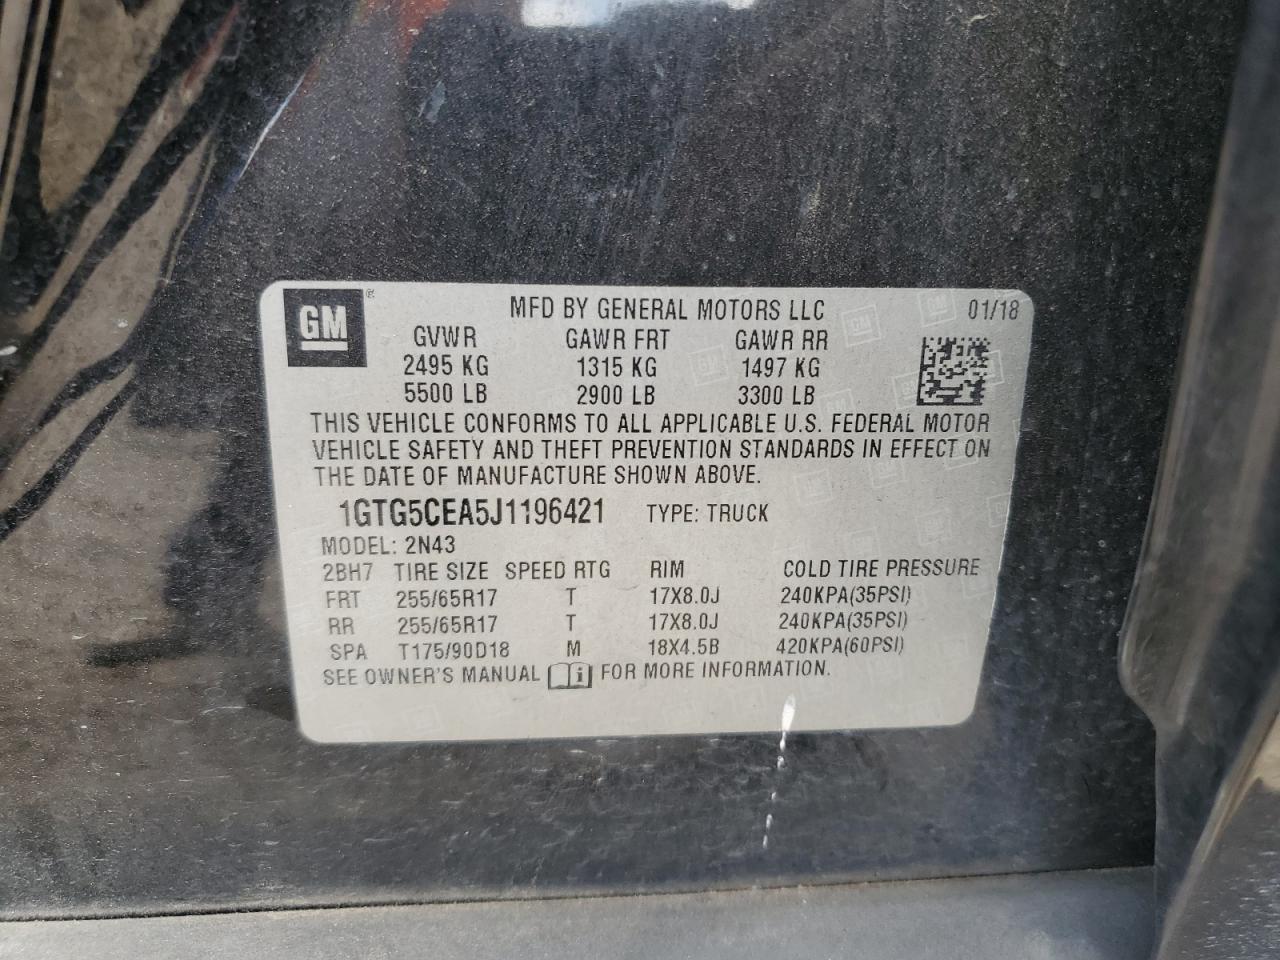 GM ©
MFD BY GENERAL MOTORS LLC 01/18
GVWR GAWR FRT GAWR RR
2495 KG 1315 KG 1497 KG
5500 LB 2900 LB 3300 LB
THIS VEHICLE CONFORMS TO ALL APPLICABLE U.S. FEDERAL MOTOR
VEHICLE SAFETY AND THEFT PREVENTION STANDARDS IN EFFECT ON
THE DATE OF MANUFACTURE SHOWN ABOVE.
1GTG5CEA5J1196421 TYPE: TRUCK
MODEL: 2N43
2BH7 TIRE SIZE SPEED RTG RIM COLD TIRE PRESSURE
FRT 255/65R17 T 17X8.0J 240KPA(35PSI)
RR 255/65R17 T 17X8.0J 240KPA(35PSI)
SPA T175/90D18 M 18X4.5B 420KPA(60PSI)
SEE OWNER'S MANUAL i FOR MORE INFORMATION.